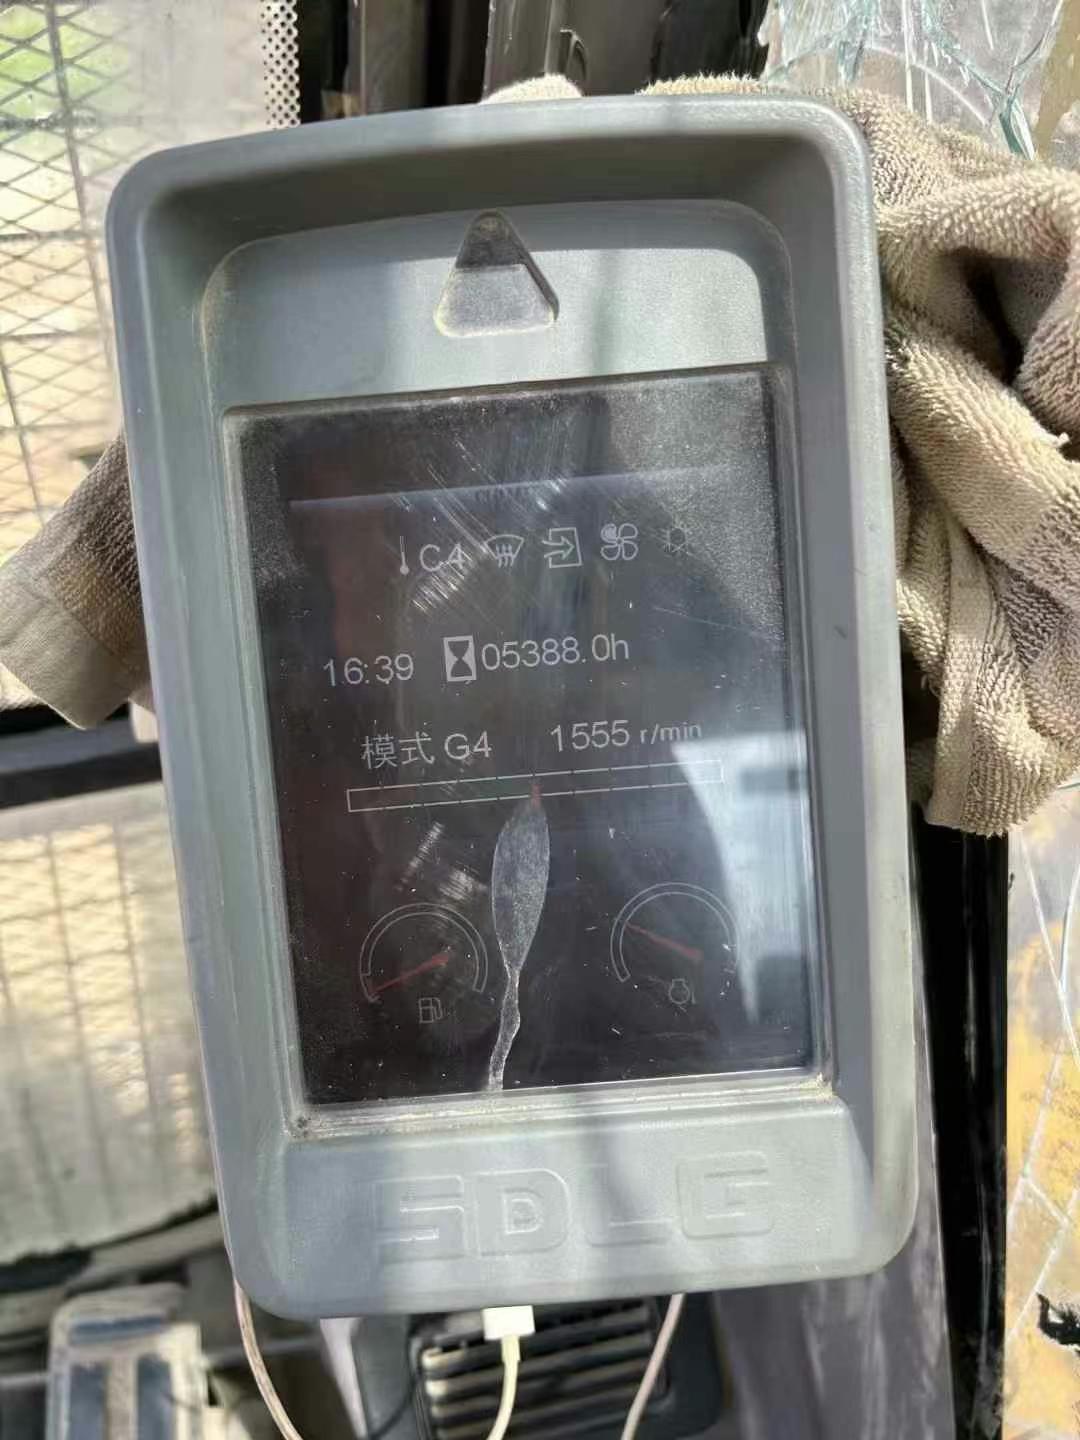 C4
16:39 05388.0h
模式 G4 1555 r/min
SDLG